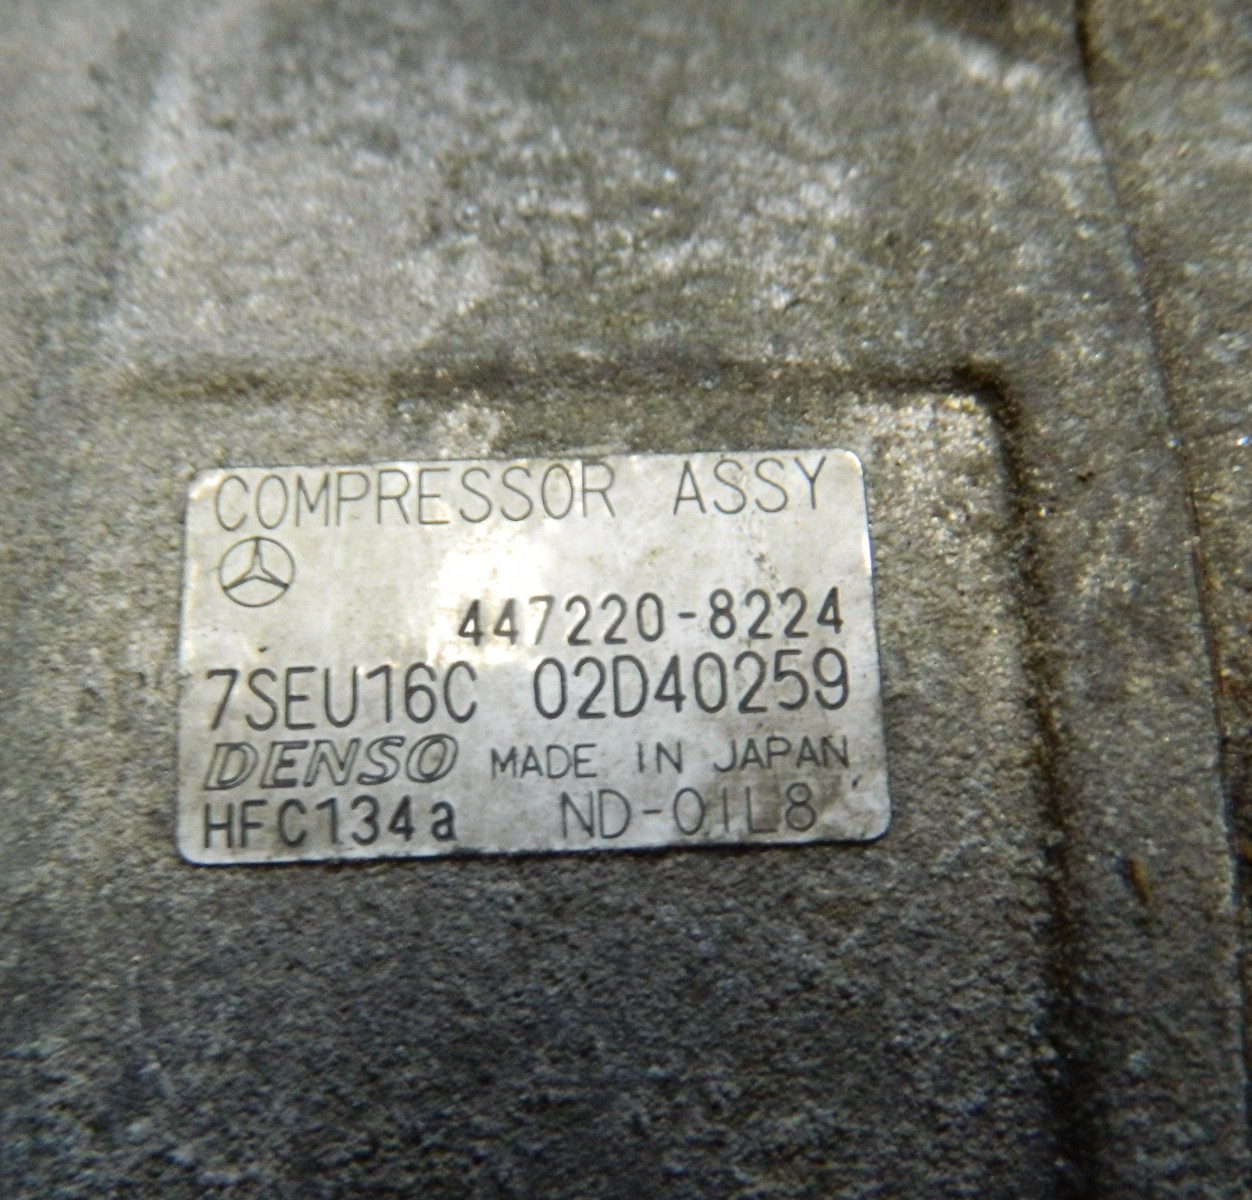 COMPRESSOR ASSY
447220-8224
7SEU16C 02D40259
DENSO MADE IN JAPAN
HFC134a ND-OIL8